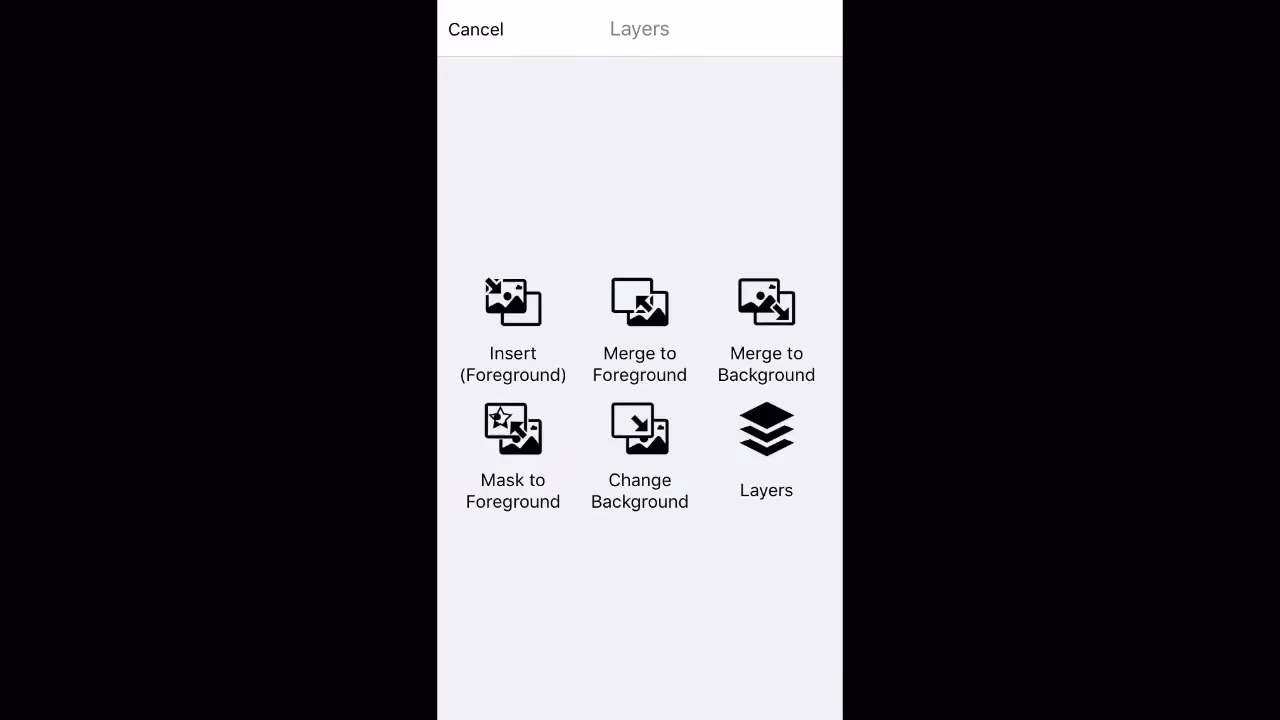 Cancel
Layers
Insert
(Foreground)
Merge to
Foreground
Merge to
Background
Mask to
Foreground
Change
Background
Layers